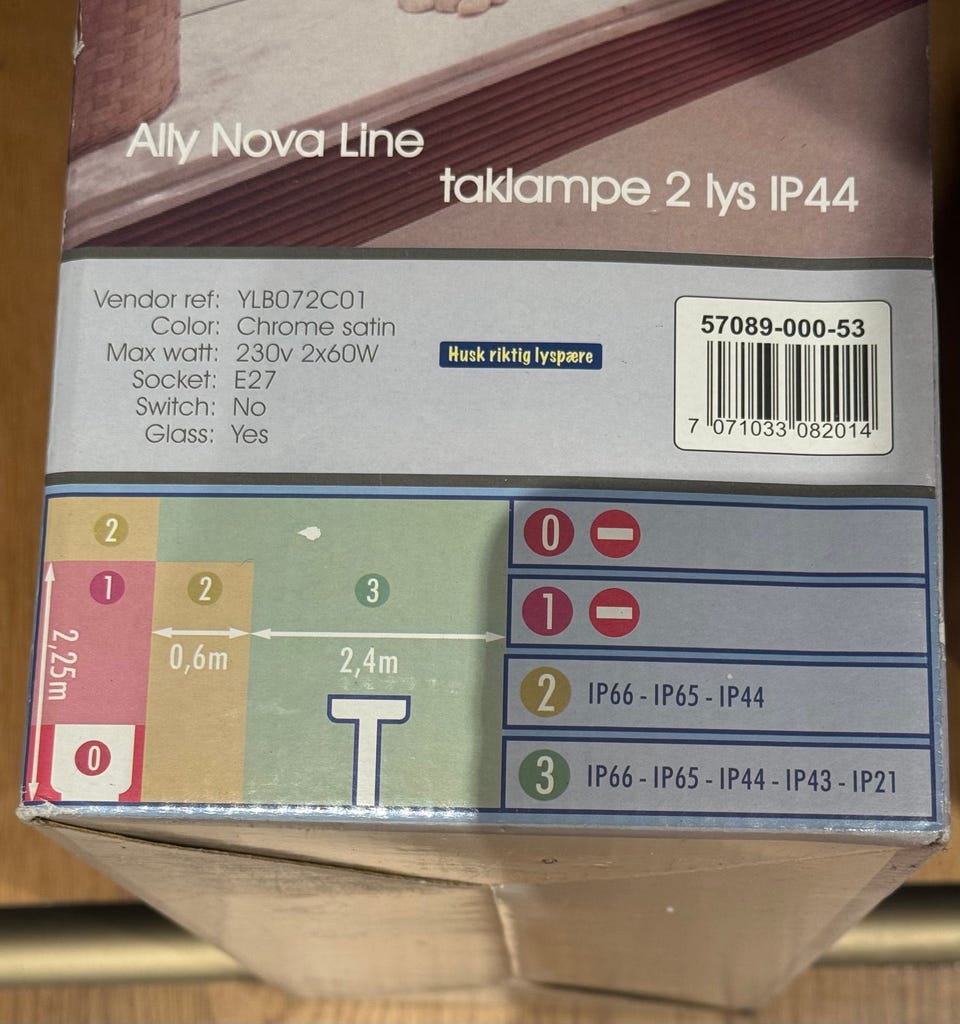 Ally Nova Line
taklampe 2 lys IP44
Vendor ref: YLB072C01
Color: Chrome satin
Max watt: 230v 2x60W
Socket: E27
Switch: No
Glass: Yes
Husk riktig lyspære
57089-000-53
7 071033 082014
2
1
2
3
2,25m
0,6m
2,4m
0
0
1
2 IP66 - IP65 - IP44
3 IP66 - IP65 - IP44 - IP43 - IP21